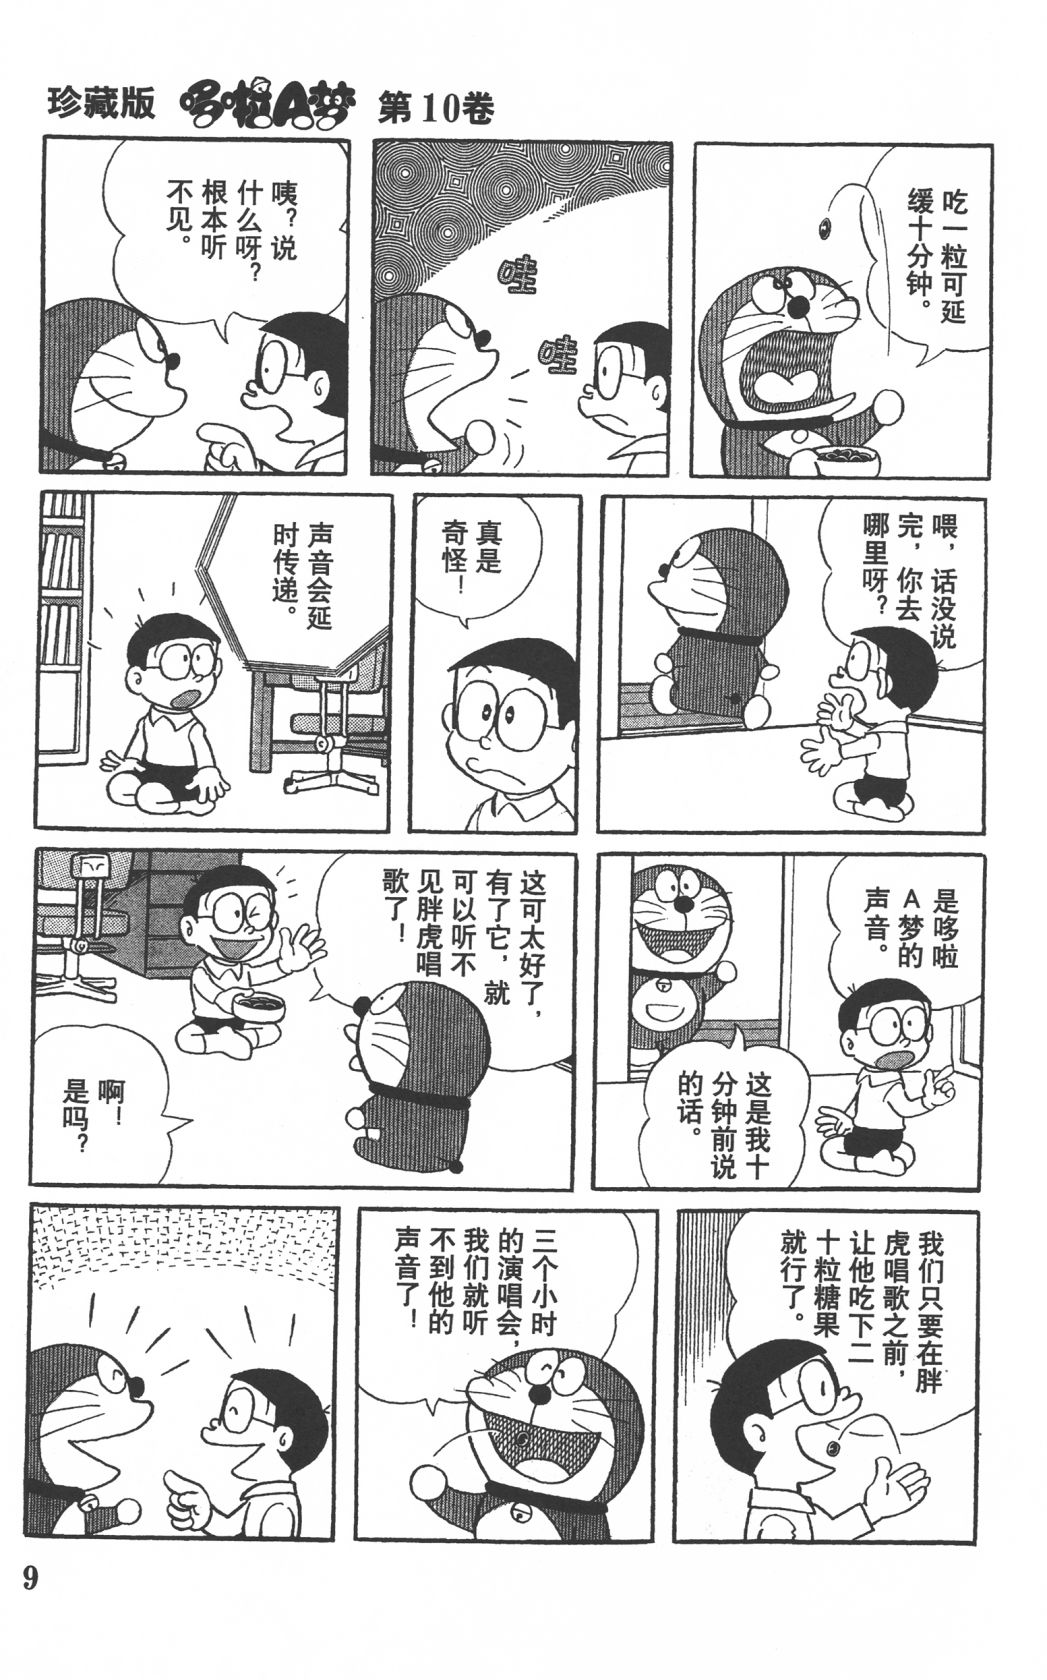 珍藏版 哆啦A梦 第10卷
吃一粒可延
缓十分钟。
哇
哇
咦？说
什么呀？
根本听
不见。
喂，话没说
完，你去
哪里呀？
真是
奇怪！
声音会延
时传递。
是哆啦
A梦的
声音。
这是我十
分钟前说
的话。
这可太好了，
有了它，就
可以听不
见胖虎唱
歌了！
啊！
是吗？
我们只要在胖
虎唱歌之前，
让他吃下二
十粒糖果
就行了。
三个小时
的演唱会，
我们就听
不到他的
声音了！
9